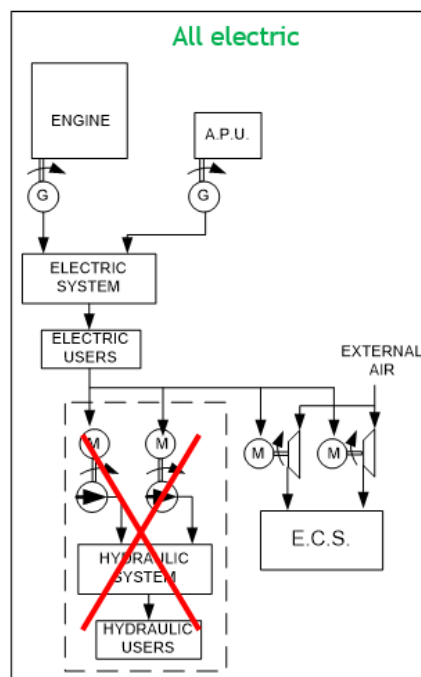 All electric
ENGINE
A.P.U.
G
G
ELECTRIC
SYSTEM
ELECTRIC
USERS
EXTERNAL
AIR
M
M
M
M
E.C.S.
HYDRAULIC
SYSTEM
HYDRAULIC
USERS